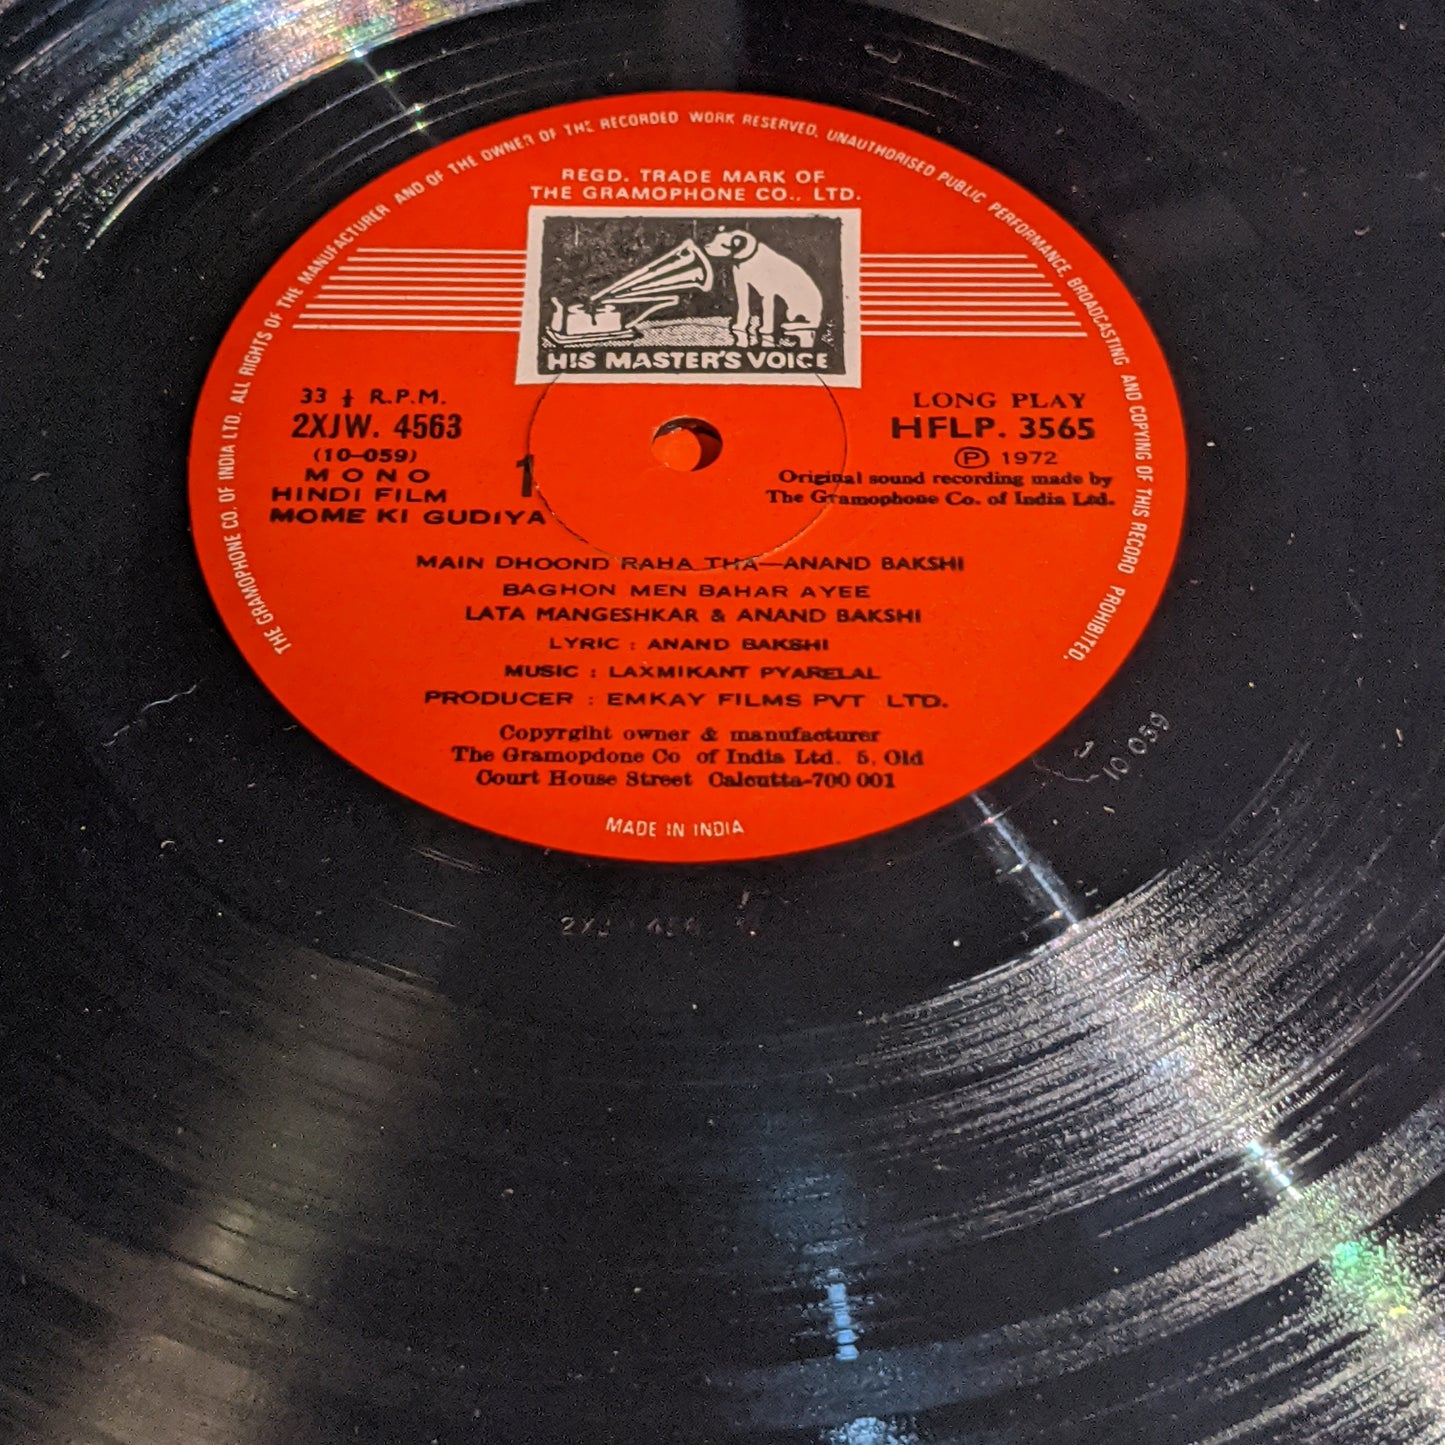 THE GRAMOPHONE CO. OF INDIA LTD. ALL RIGHTS OF THE MANUFACTURER AND OF THE OWNER OF THE RECORDED WORK RESERVED. UNAUTHORISED PUBLIC PERFORMANCE, BROADCASTING AND COPYING OF THIS RECORD PROHIBITED.
REGD. TRADE MARK OF
THE GRAMOPHONE CO., LTD.
HIS MASTER'S VOICE
33 ⅓ R.P.M.
2XJW. 4563
(10-059)
MONO
HINDI FILM
MOME KI GUDIYA
1
LONG PLAY
HFLP. 3565
Ⓟ 1972
Original sound recording made by
The Gramophone Co. of India Ltd.
MAIN DHOOND RAHA THA—ANAND BAKSHI
BAGHON MEN BAHAR AYEE
LATA MANGESHKAR & ANAND BAKSHI
LYRIC : ANAND BAKSHI
MUSIC : LAXMIKANT PYARELAL
PRODUCER : EMKAY FILMS PVT LTD.
Copyrgiht owner & manufacturer
The Gramopdone Co of India Ltd. 5, Old
Court House Street Calcutta-700 001
MADE IN INDIA
10 059